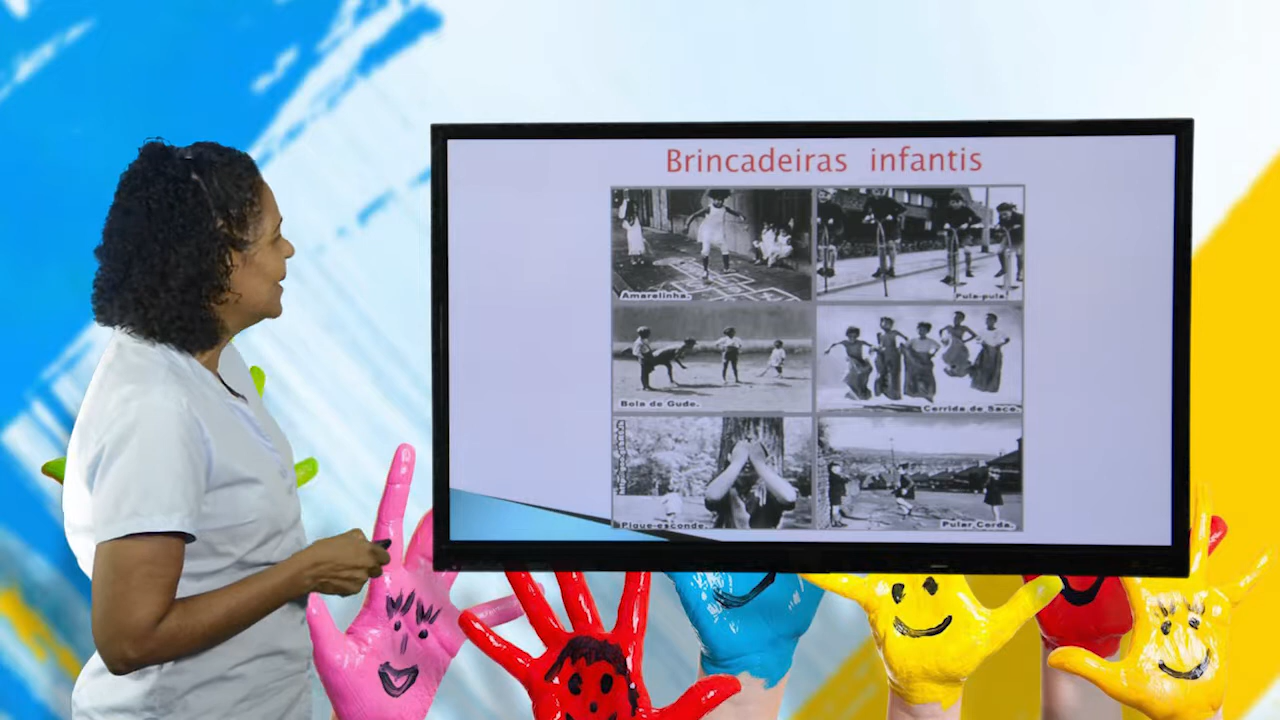 Brincadeiras infantis
Amarelinha.
Pula-pula.
Bola de Gude.
Corrida de Saco.
Pique-esconde.
Pular Corda.